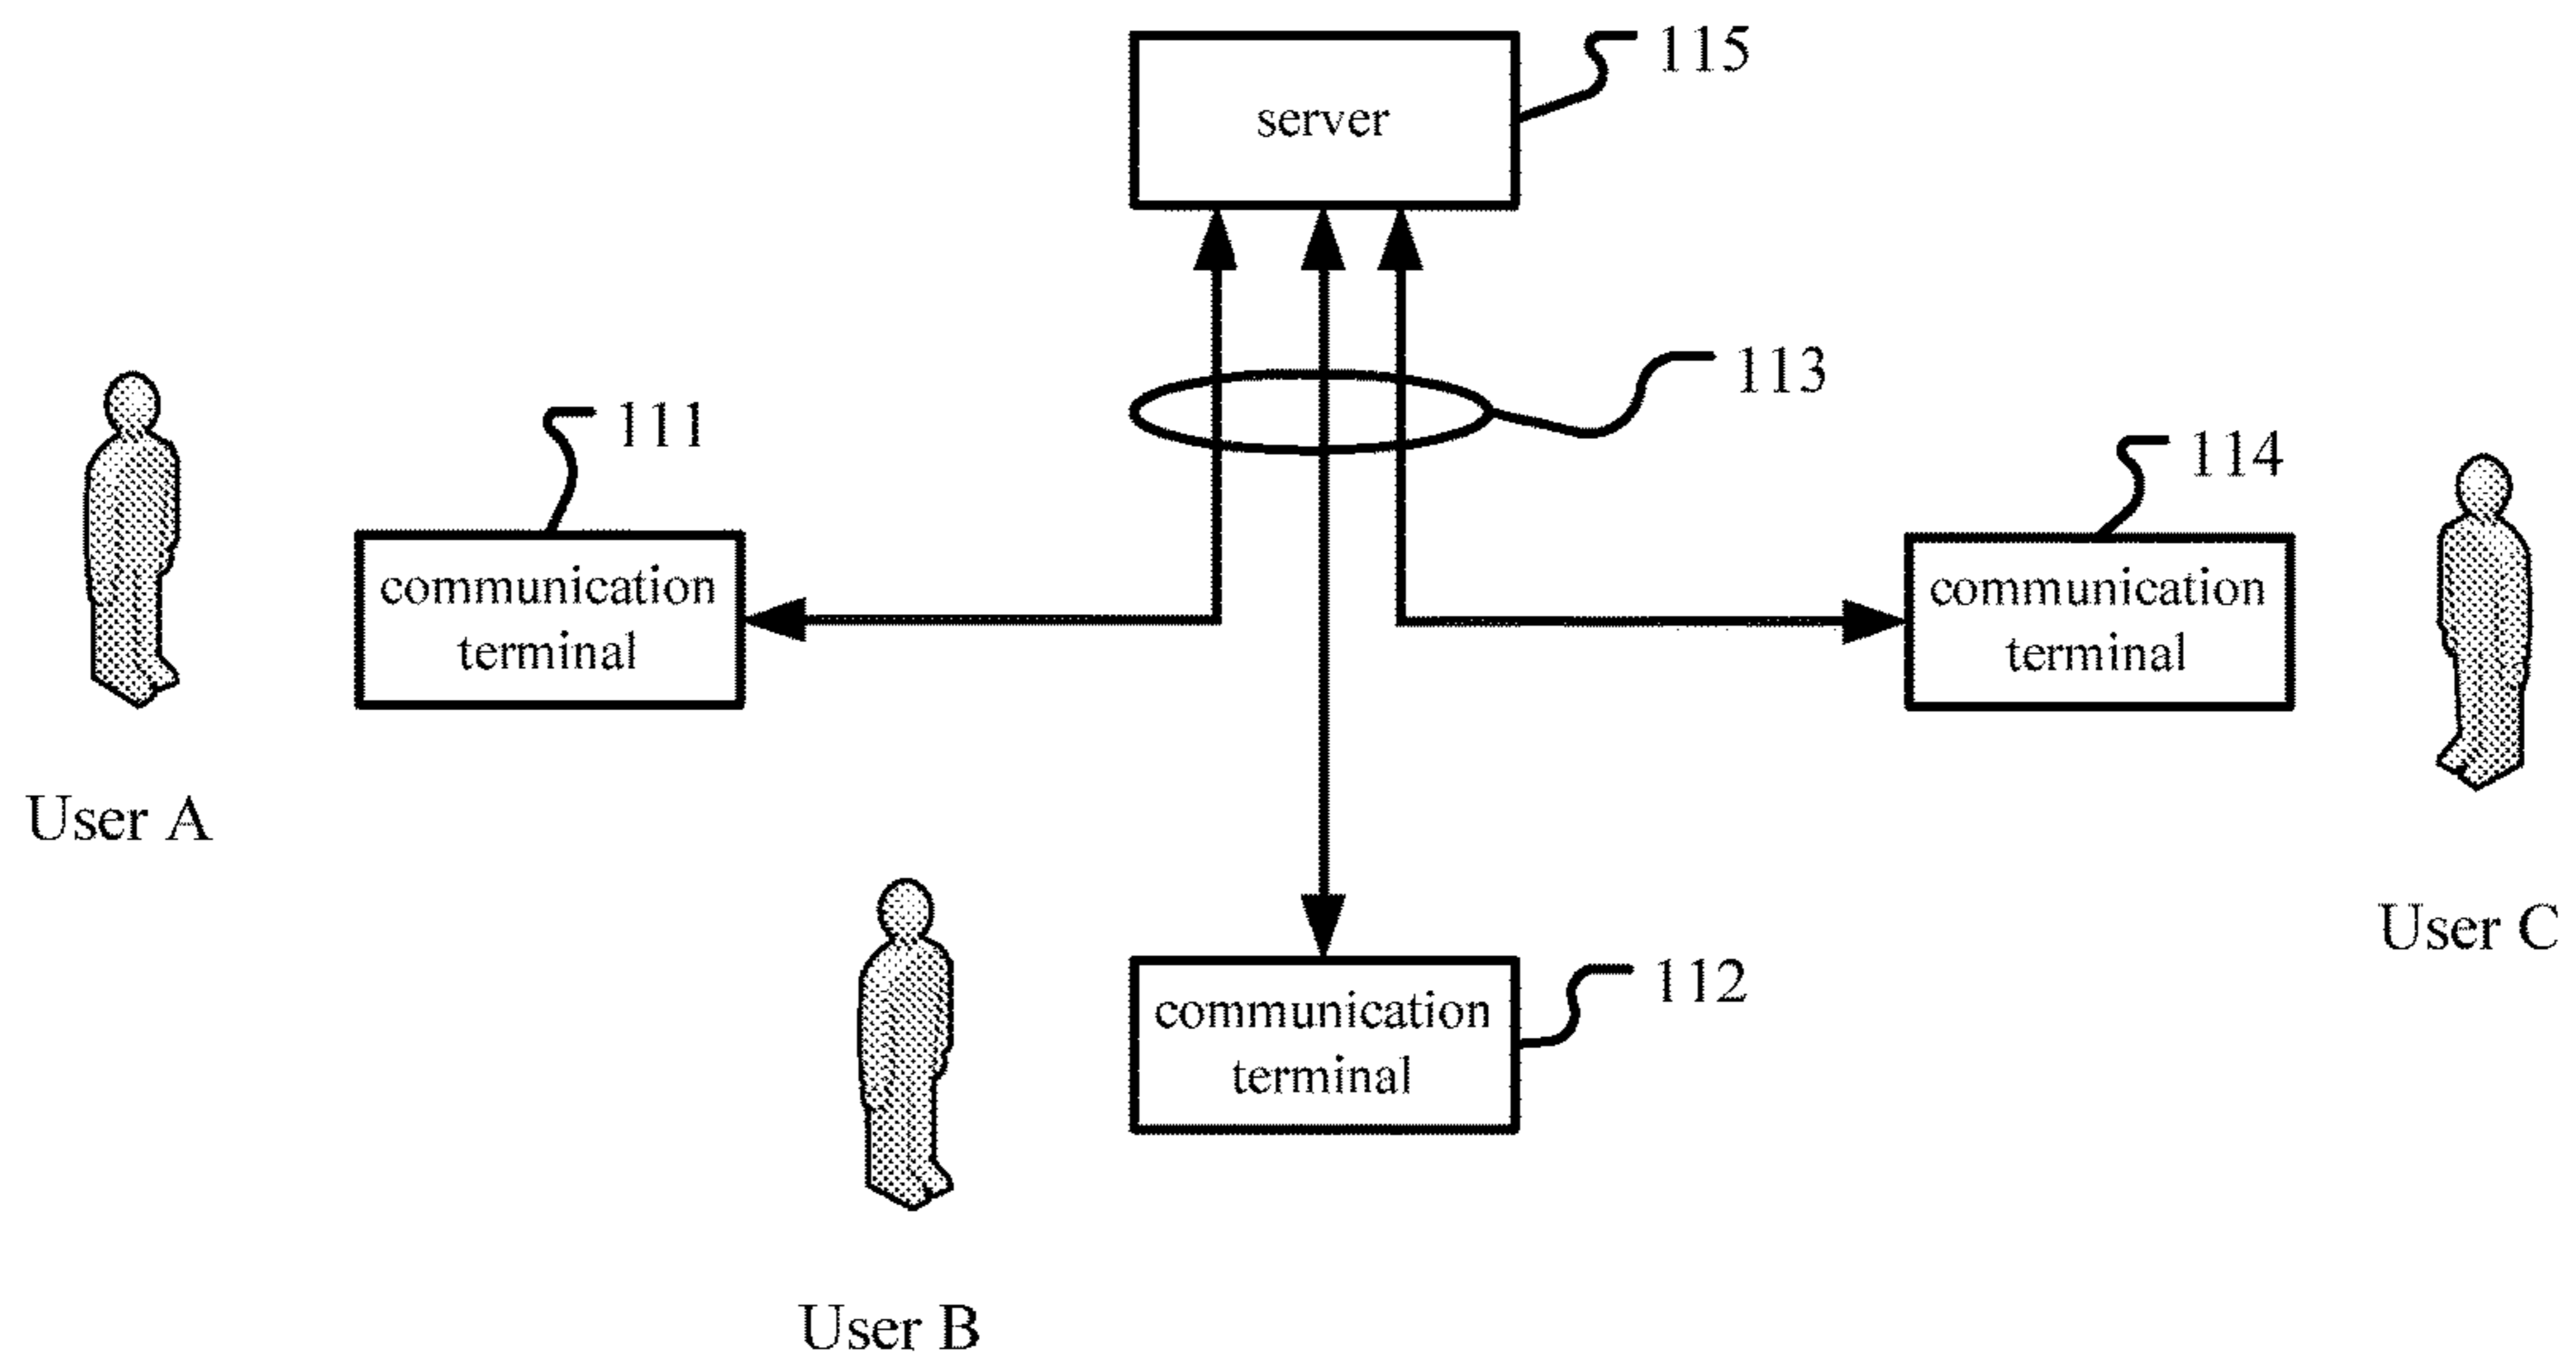 server
115
113
111
114
communication
terminal
communication
terminal
User A
User C
communication
terminal
112
User B